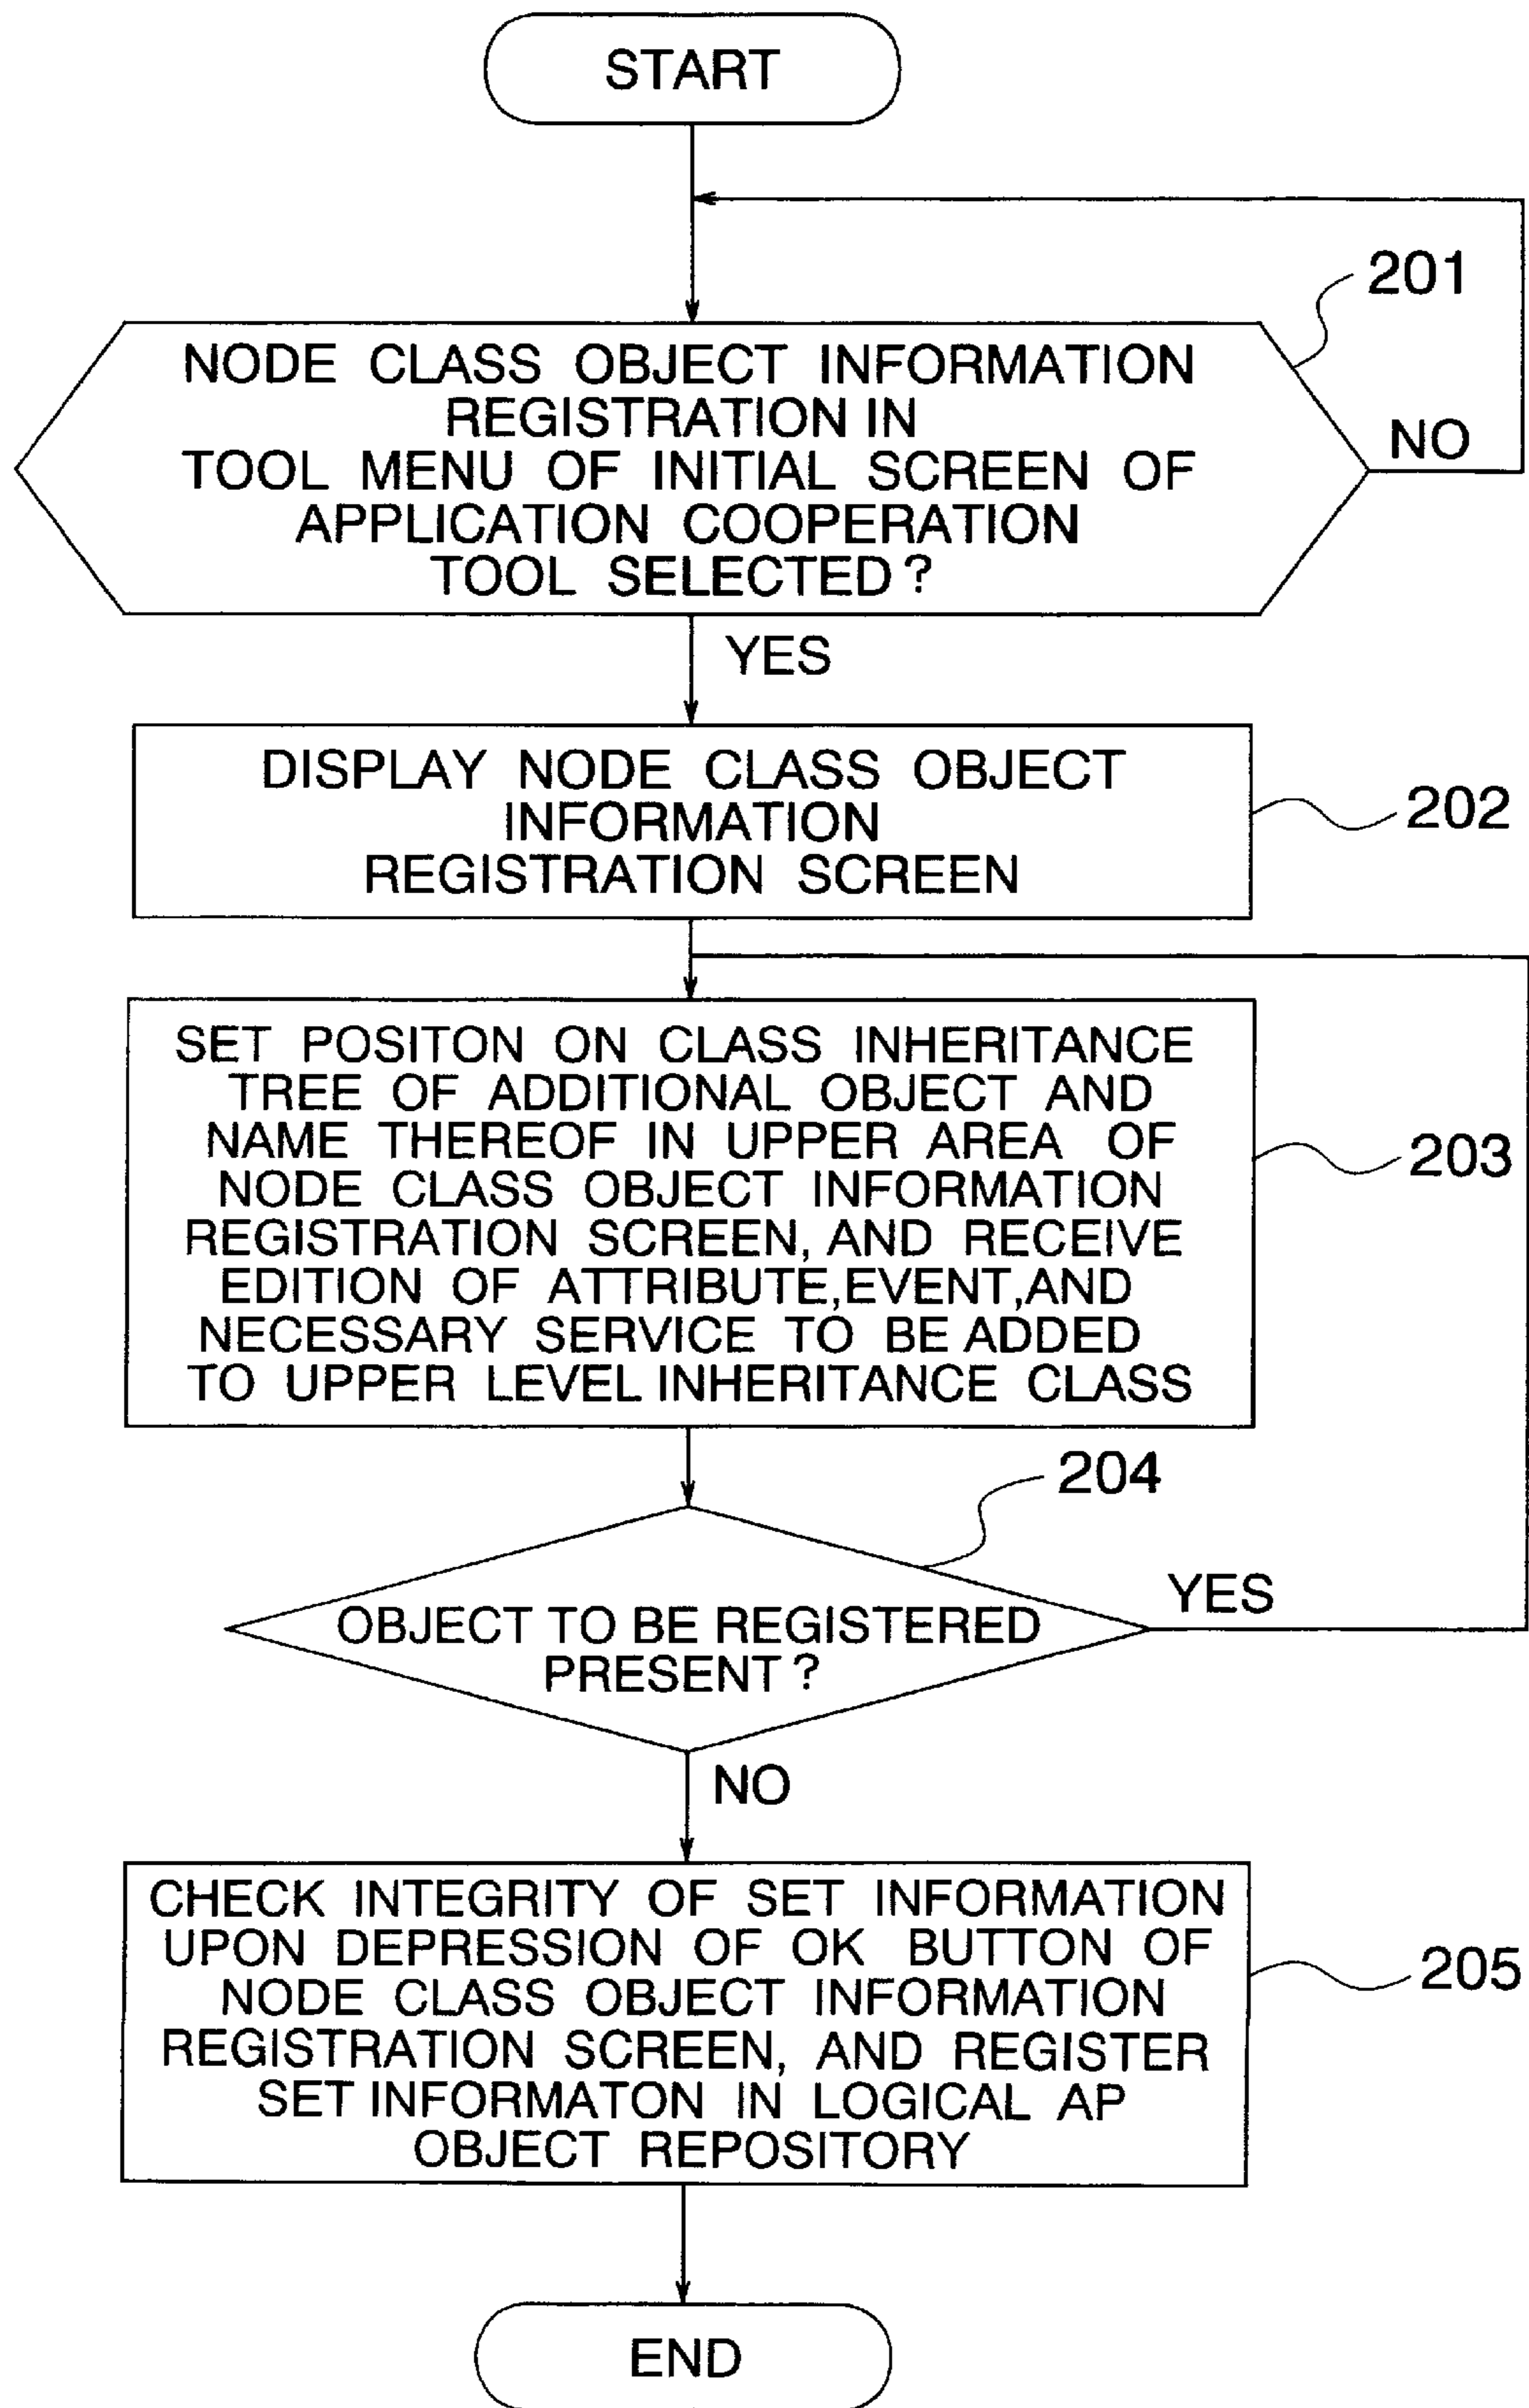 START
201
NODE CLASS OBJECT INFORMATION
REGISTRATION IN
TOOL MENU OF INITIAL SCREEN OF
APPLICATION COOPERATION
TOOL SELECTED?
NO
YES
DISPLAY NODE CLASS OBJECT
INFORMATION
REGISTRATION SCREEN
202
SET POSITON ON CLASS INHERITANCE
TREE OF ADDITIONAL OBJECT AND
NAME THEREOF IN UPPER AREA OF
NODE CLASS OBJECT INFORMATION
REGISTRATION SCREEN, AND RECEIVE
EDITION OF ATTRIBUTE,EVENT,AND
NECESSARY SERVICE TO BE ADDED
TO UPPER LEVEL INHERITANCE CLASS
203
204
OBJECT TO BE REGISTERED
PRESENT?
YES
NO
CHECK INTEGRITY OF SET INFORMATION
UPON DEPRESSION OF OK BUTTON OF
NODE CLASS OBJECT INFORMATION
REGISTRATION SCREEN, AND REGISTER
SET INFORMATON IN LOGICAL AP
OBJECT REPOSITORY
205
END